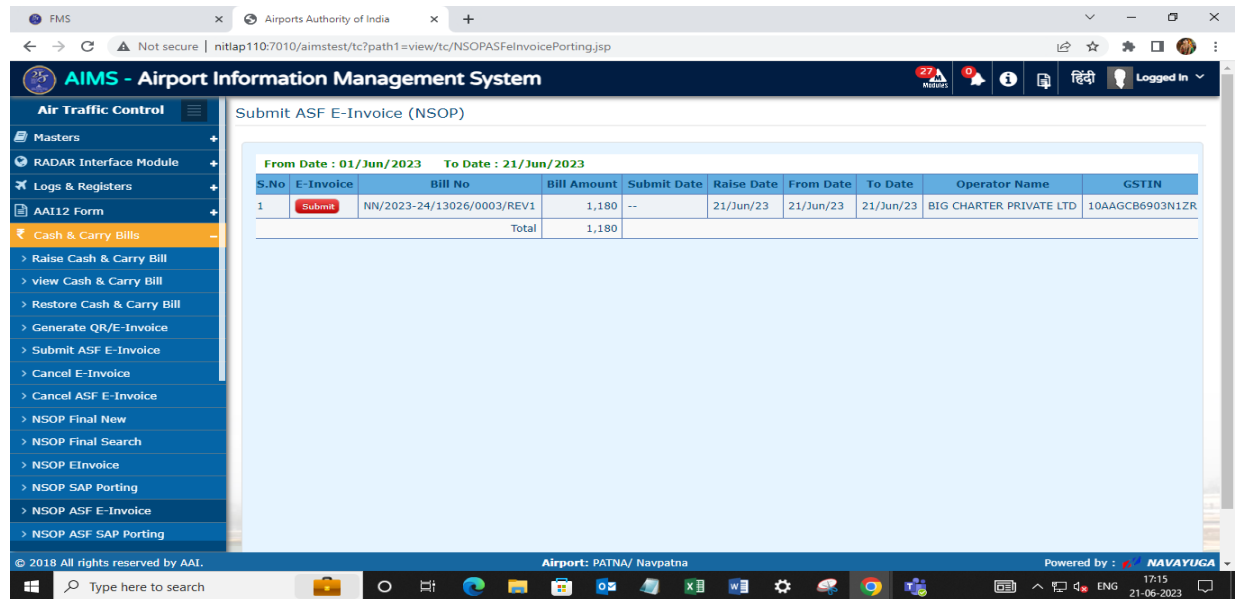 FMS
Airports Authority of India
Not secure | nitlap110:7010/aimstest/tc?path1=view/tc/NSOPASFeInvoicePorting.jsp
AIMS - Airport Information Management System
27 Modules
0
हिंदी
Logged In
Air Traffic Control
Submit ASF E-Invoice (NSOP)
Masters
RADAR Interface Module
Logs & Registers
AAI12 Form
Cash & Carry Bills
> Raise Cash & Carry Bill
> view Cash & Carry Bill
> Restore Cash & Carry Bill
> Generate QR/E-Invoice
> Submit ASF E-Invoice
> Cancel E-Invoice
> Cancel ASF E-Invoice
> NSOP Final New
> NSOP Final Search
> NSOP EInvoice
> NSOP SAP Porting
> NSOP ASF E-Invoice
> NSOP ASF SAP Porting
From Date : 01/Jun/2023 To Date : 21/Jun/2023
S.No E-Invoice Bill No Bill Amount Submit Date Raise Date From Date To Date Operator Name GSTIN
1 Submit NN/2023-24/13026/0003/REV1 1,180 -- 21/Jun/23 21/Jun/23 21/Jun/23 BIG CHARTER PRIVATE LTD 10AAGCB6903N1ZR
Total 1,180
© 2018 All rights reserved by AAI. Airport: PATNA/ Navpatna Powered by : NAVAYUGA
Type here to search
ENG
17:15
21-06-2023